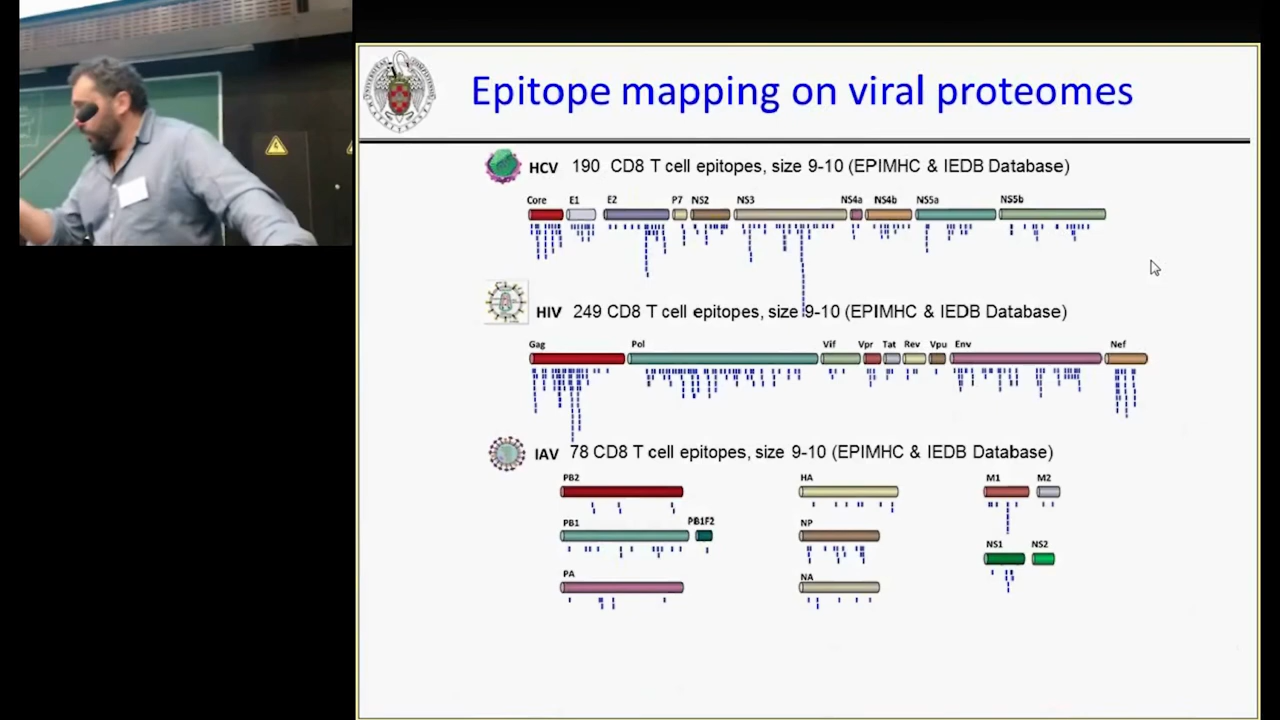 Epitope mapping on viral proteomes
HCV 190 CD8 T cell epitopes, size 9-10 (EPIMHC & IEDB Database)
Core E1 E2 P7 NS2 NS3 NS4a NS4b NS5a NS5b
HIV 249 CD8 T cell epitopes, size 9-10 (EPIMHC & IEDB Database)
Gag Pol Vif Vpr Tat Rev Vpu Env Nef
IAV 78 CD8 T cell epitopes, size 9-10 (EPIMHC & IEDB Database)
PB2 HA M1 M2
PB1 PB1F2 NP
NS1 NS2
PA NA